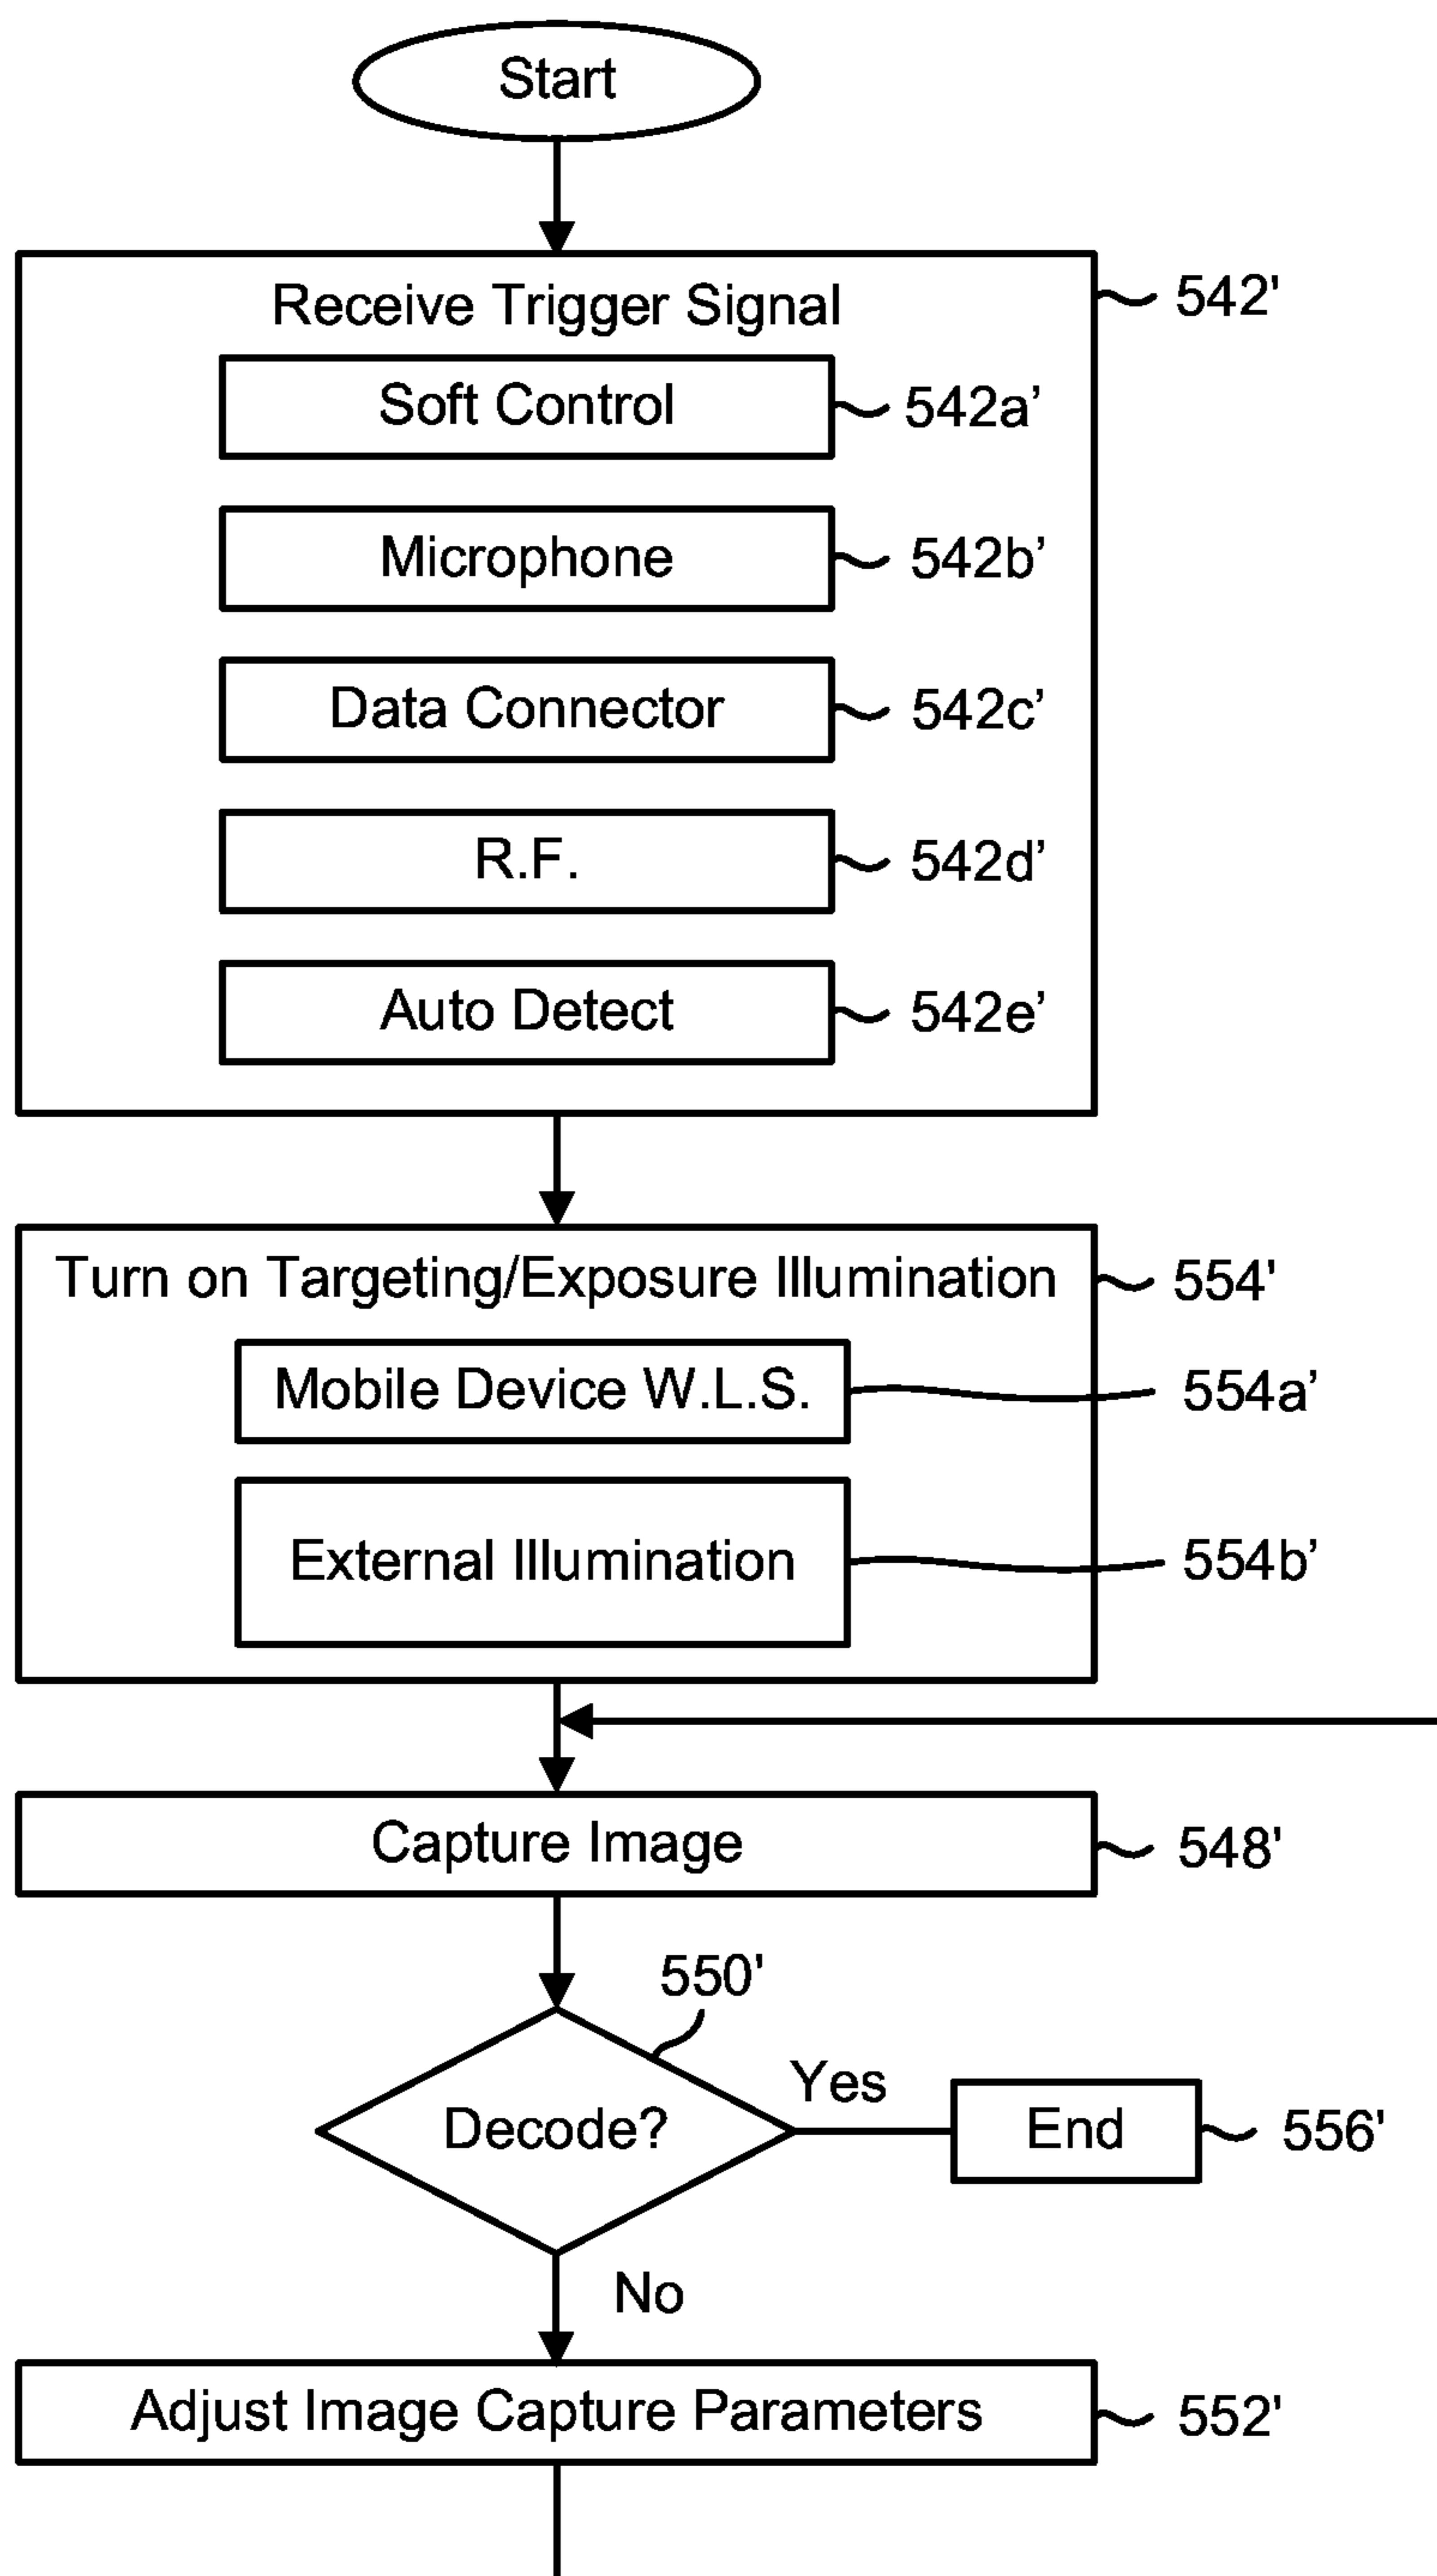 Start
Receive Trigger Signal
542'
Soft Control
542a’
Microphone
542b’
Data Connector
542c’
R.F.
542d’
Auto Detect
542e’
Turn on Targeting/Exposure Illumination
554'
Mobile Device W.L.S.
554a’
External Illumination
554b’
Capture Image
548'
550'
Decode?
Yes
End
556'
No
Adjust Image Capture Parameters
552'